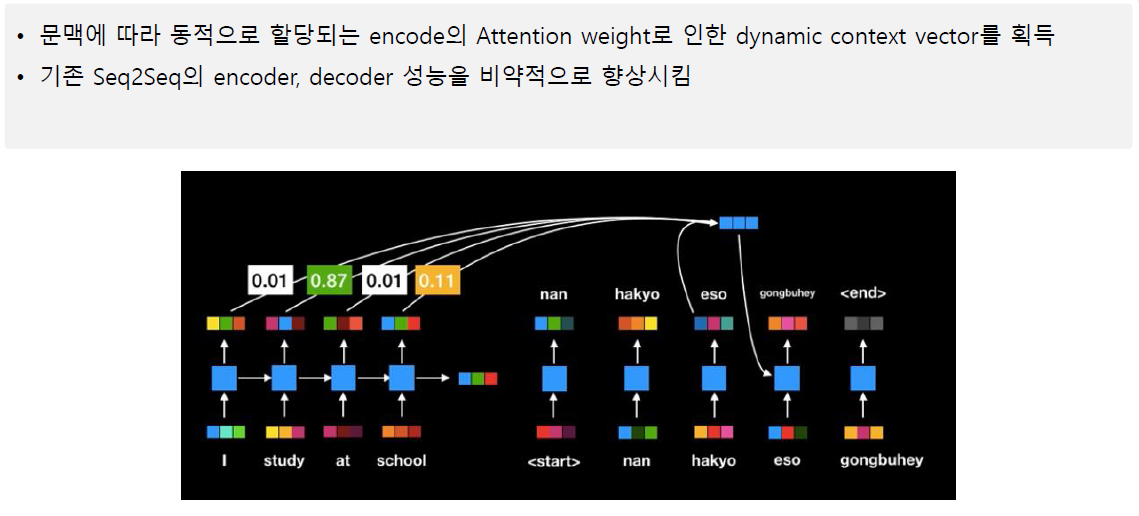 • 문맥에 따라 동적으로 할당되는 encode의 Attention weight로 인한 dynamic context vector를 획득
• 기존 Seq2Seq의 encoder, decoder 성능을 비약적으로 향상시킴
0.01 0.87 0.01 0.11
nan hakyo eso gongbuhey <end>
I study at school <start> nan hakyo eso gongbuhey